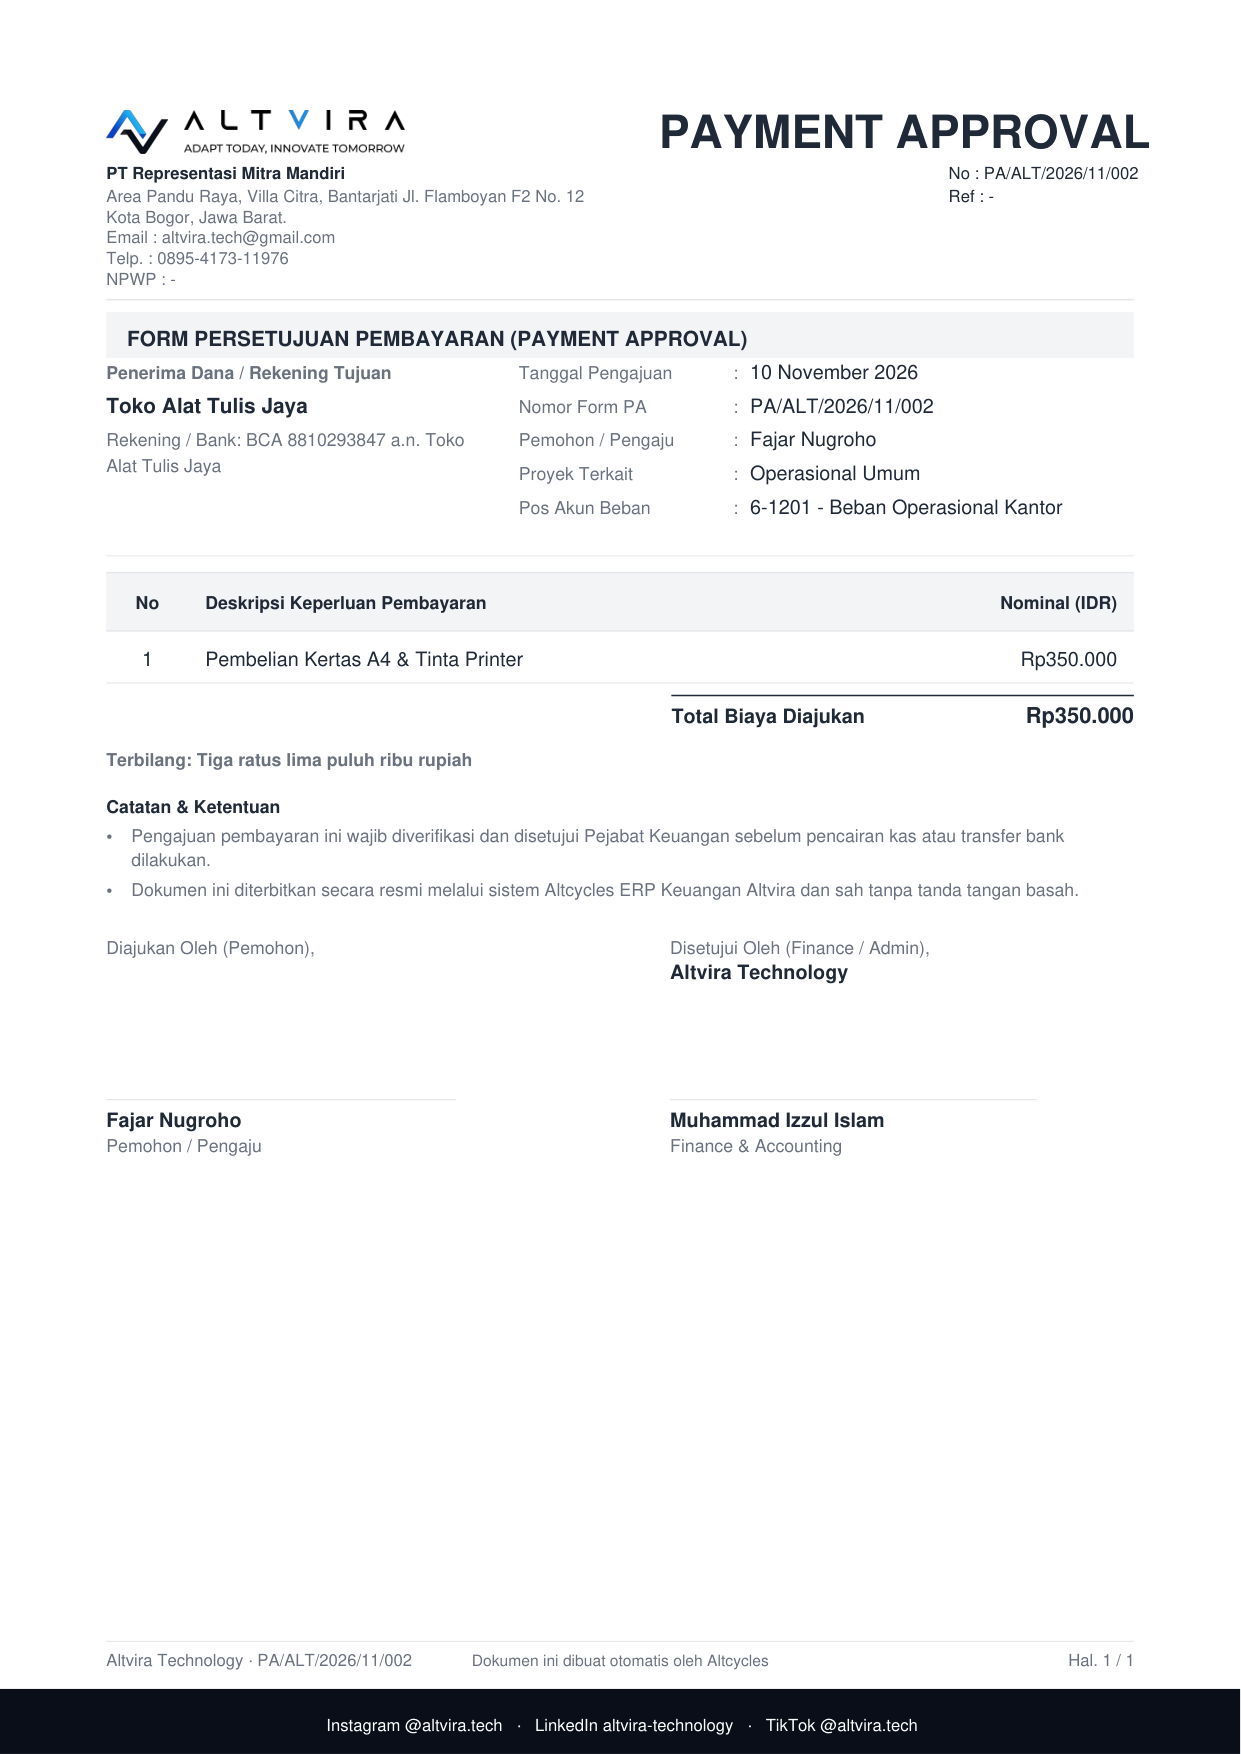 ALTVIRA
ADAPT TODAY, INNOVATE TOMORROW
PAYMENT APPROVAL
PT Representasi Mitra Mandiri
Area Pandu Raya, Villa Citra, Bantarjati Jl. Flamboyan F2 No. 12
Kota Bogor, Jawa Barat.
Email : altvira.tech@gmail.com
Telp. : 0895-4173-11976
NPWP : -
No : PA/ALT/2026/11/002
Ref : -
FORM PERSETUJUAN PEMBAYARAN (PAYMENT APPROVAL)
Penerima Dana / Rekening Tujuan
Toko Alat Tulis Jaya
Rekening / Bank: BCA 8810293847 a.n. Toko
Alat Tulis Jaya
Tanggal Pengajuan : 10 November 2026
Nomor Form PA : PA/ALT/2026/11/002
Pemohon / Pengaju : Fajar Nugroho
Proyek Terkait : Operasional Umum
Pos Akun Beban : 6-1201 - Beban Operasional Kantor
No Deskripsi Keperluan Pembayaran Nominal (IDR)
1 Pembelian Kertas A4 & Tinta Printer Rp350.000
Total Biaya Diajukan Rp350.000
Terbilang: Tiga ratus lima puluh ribu rupiah
Catatan & Ketentuan
• Pengajuan pembayaran ini wajib diverifikasi dan disetujui Pejabat Keuangan sebelum pencairan kas atau transfer bank
dilakukan.
• Dokumen ini diterbitkan secara resmi melalui sistem Altcycles ERP Keuangan Altvira dan sah tanpa tanda tangan basah.
Diajukan Oleh (Pemohon),
Disetujui Oleh (Finance / Admin),
Altvira Technology
Fajar Nugroho
Pemohon / Pengaju
Muhammad Izzul Islam
Finance & Accounting
Altvira Technology · PA/ALT/2026/11/002 Dokumen ini dibuat otomatis oleh Altcycles Hal. 1 / 1
Instagram @altvira.tech · LinkedIn altvira-technology · TikTok @altvira.tech